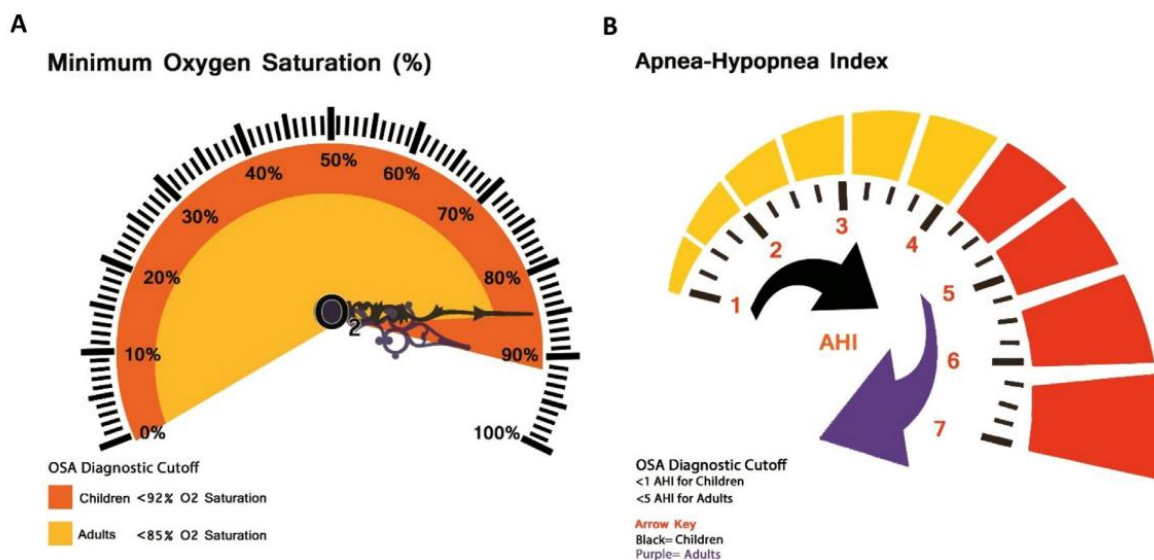 A
Minimum Oxygen Saturation (%)
0%
10%
20%
30%
40%
50%
60%
70%
80%
90%
100%
O2
OSA Diagnostic Cutoff
Children <92% O2 Saturation
Adults <85% O2 Saturation
B
Apnea-Hypopnea Index
1
2
3
4
5
6
7
AHI
OSA Diagnostic Cutoff
<1 AHI for Children
<5 AHI for Adults
Arrow Key
Black= Children
Purple= Adults